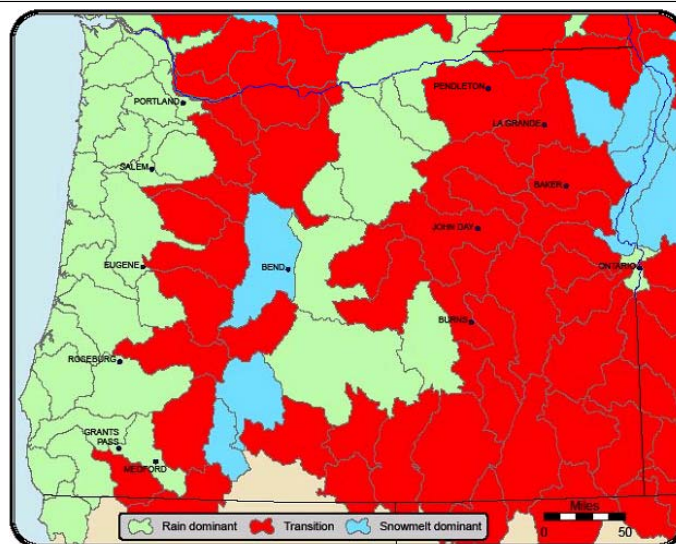 PORTLAND
PENDLETON
LA GRANDE
SALEM
BAKER
JOHN DAY
EUGENE
BEND
ONTARIO
BURNS
ROSEBURG
GRANTS
PASS
MEDFORD
Miles
0 50
Rain dominant Transition Snowmelt dominant